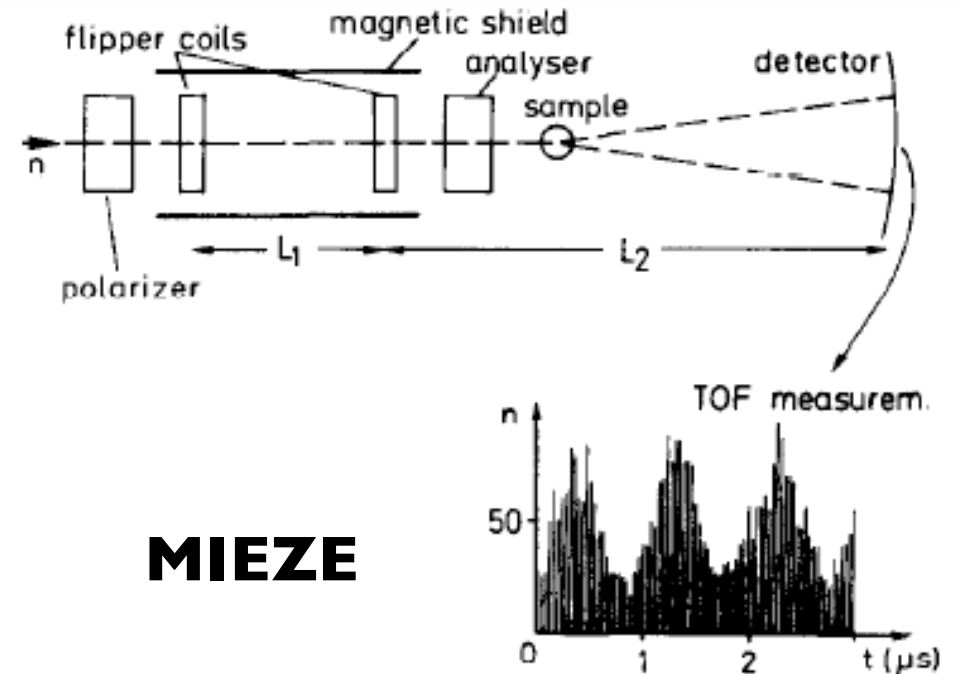 flipper coils
magnetic shield
analyser
detector
sample
n
L1
L2
polarizer
TOF measurem.
n
50
MIEZE
0
1
2
t (μs)